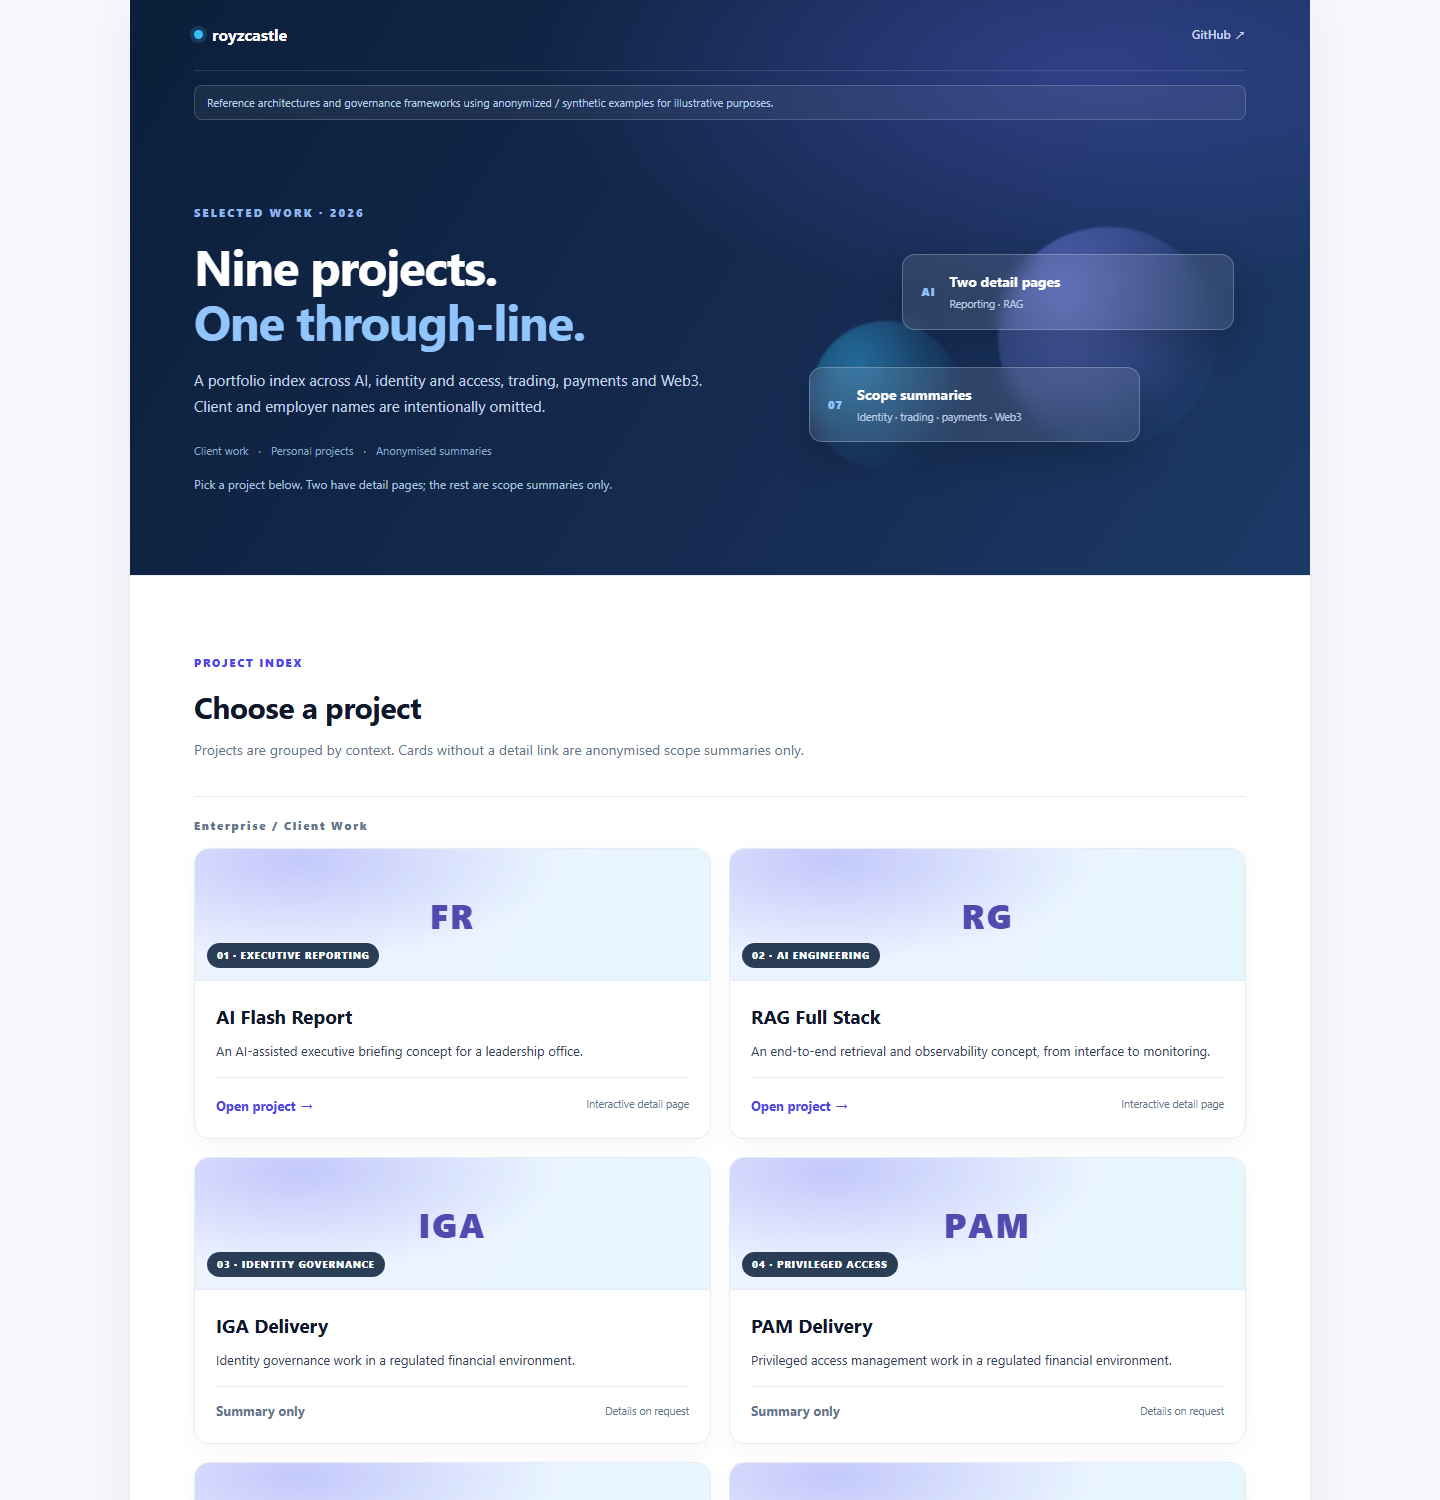 royzcastle
GitHub ↗
Reference architectures and governance frameworks using anonymized / synthetic examples for illustrative purposes.
SELECTED WORK · 2026
Nine projects.
One through-line.
A portfolio index across AI, identity and access, trading, payments and Web3.
Client and employer names are intentionally omitted.
Client work · Personal projects · Anonymised summaries
Pick a project below. Two have detail pages; the rest are scope summaries only.
AI
Two detail pages
Reporting · RAG
07
Scope summaries
Identity · trading · payments · Web3
PROJECT INDEX
Choose a project
Projects are grouped by context. Cards without a detail link are anonymised scope summaries only.
Enterprise / Client Work
FR
01 · EXECUTIVE REPORTING
AI Flash Report
An AI-assisted executive briefing concept for a leadership office.
Open project →
Interactive detail page
RG
02 · AI ENGINEERING
RAG Full Stack
An end-to-end retrieval and observability concept, from interface to monitoring.
Open project →
Interactive detail page
IGA
03 · IDENTITY GOVERNANCE
IGA Delivery
Identity governance work in a regulated financial environment.
Summary only
Details on request
PAM
04 · PRIVILEGED ACCESS
PAM Delivery
Privileged access management work in a regulated financial environment.
Summary only
Details on request